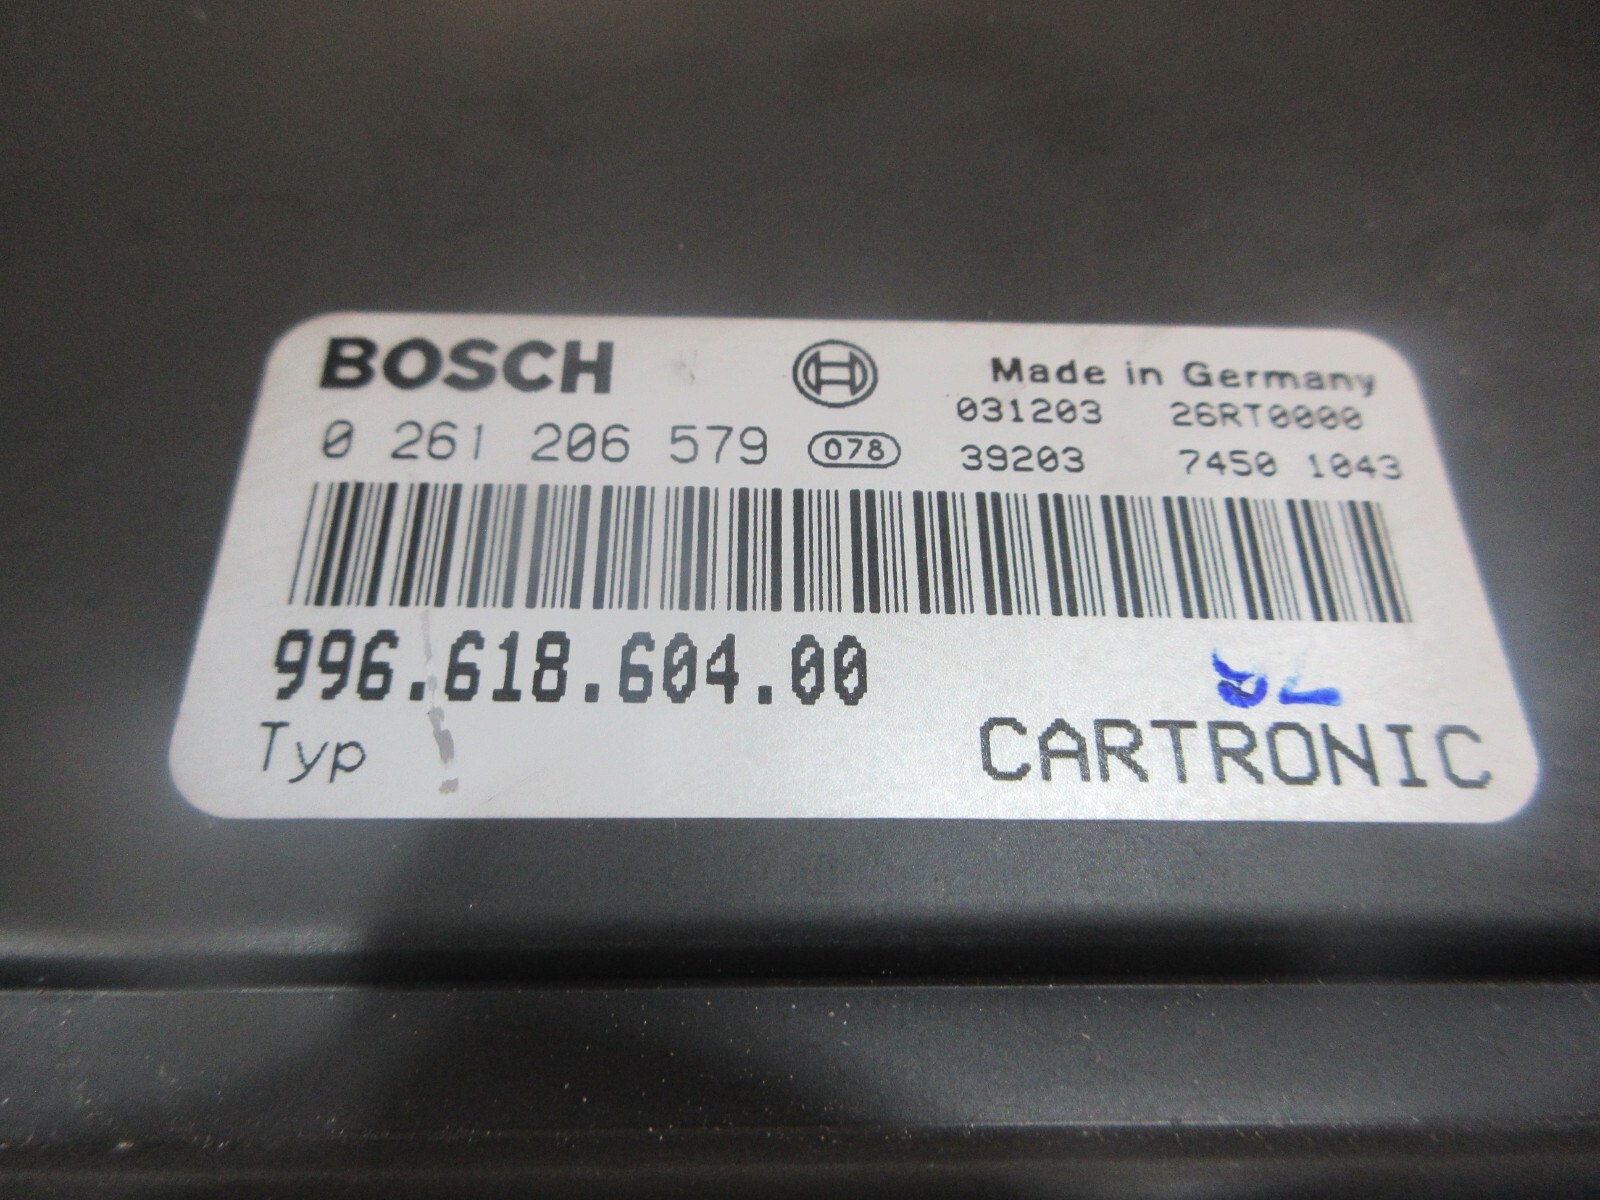 BOSCH
Made in Germany
031203 26RT0000
0 261 206 579 078
39203 7450 1043
996.618.604.00
Typ
CARTRONIC